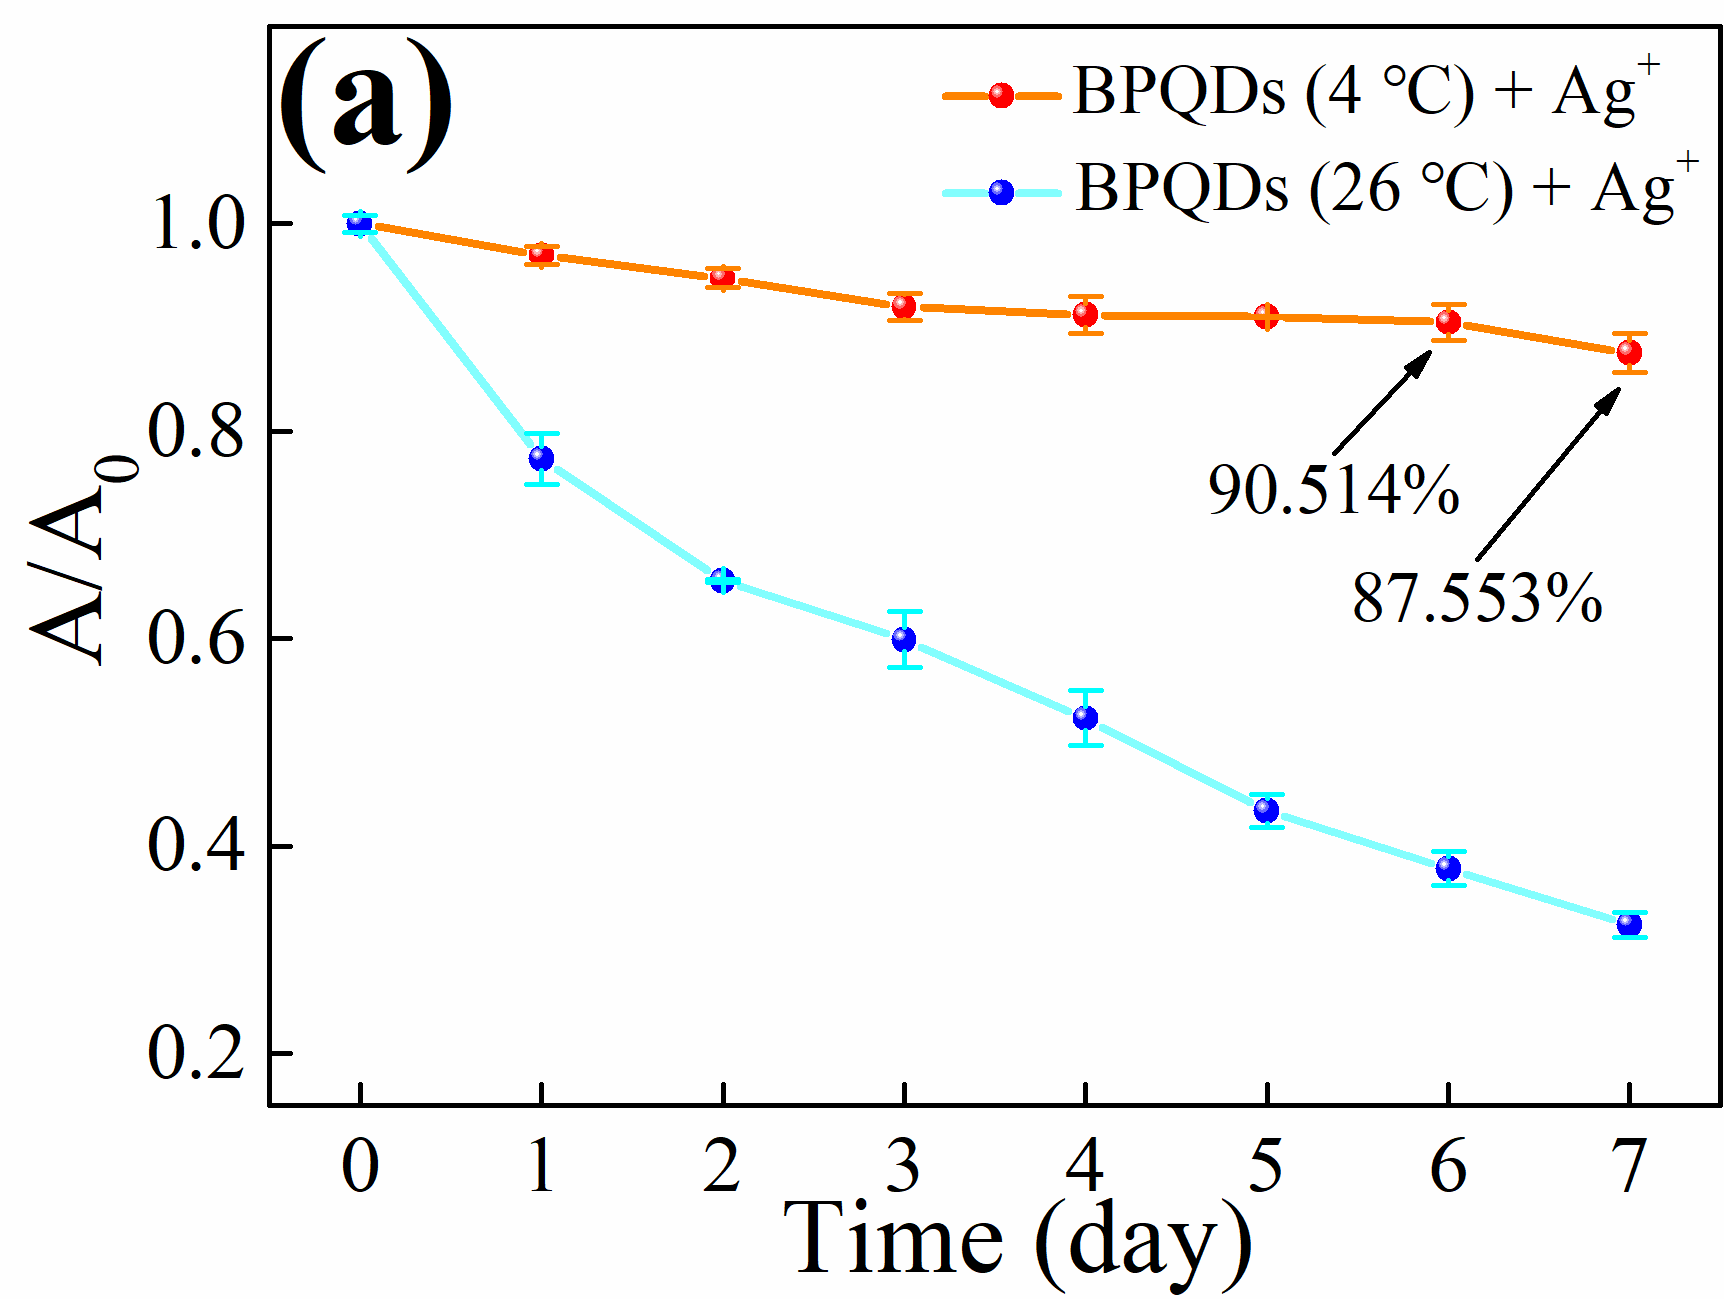 (a)
BPQDs (4 ℃) + Ag⁺
BPQDs (26 ℃) + Ag⁺
1.0
0.8
0.6
0.4
0.2
A/A₀
90.514%
87.553%
0 1 2 3 4 5 6 7
Time (day)